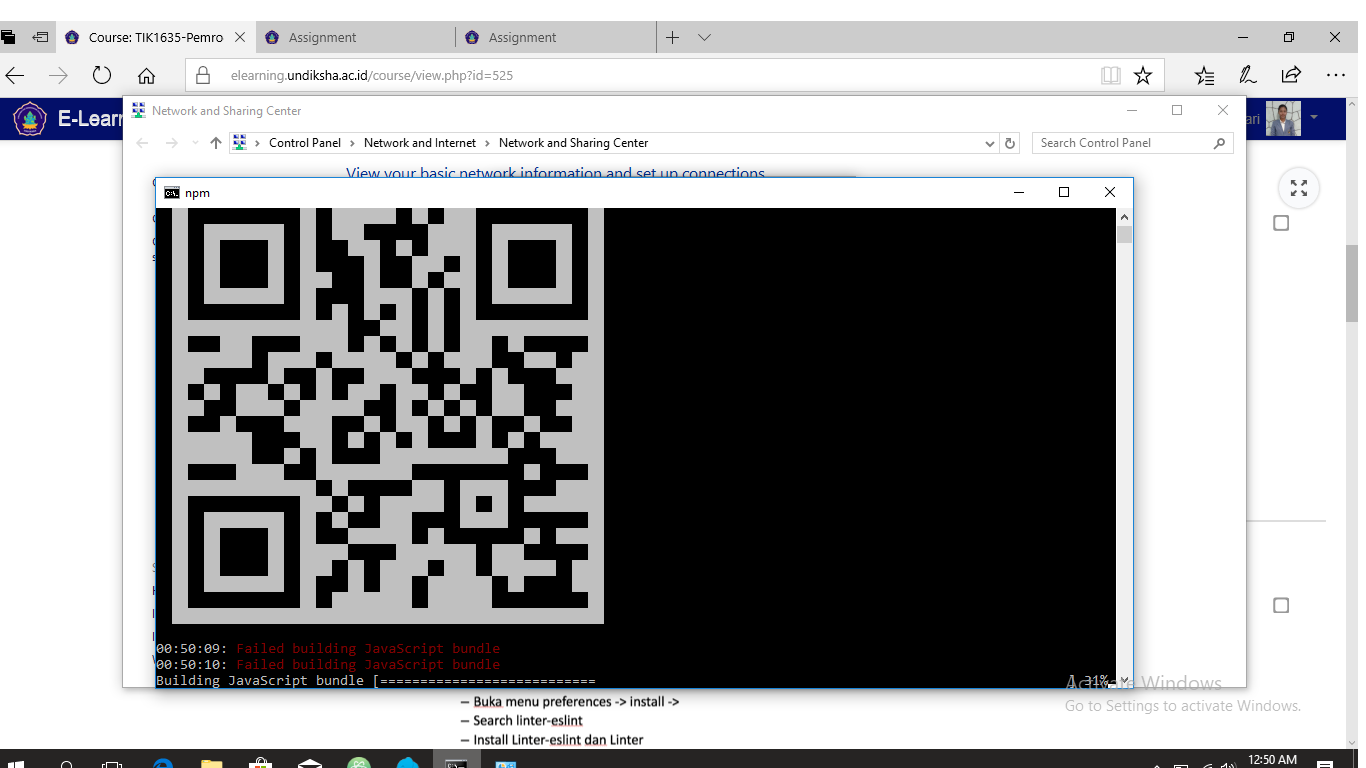 Course: TIK1635-Pemro
Assignment
Assignment
elearning.undiksha.ac.id/course/view.php?id=525
E-Lear
ari
Network and Sharing Center
Control Panel > Network and Internet > Network and Sharing Center
Search Control Panel
View your basic network information and set up connections
npm
00:50:09: Failed building JavaScript bundle
00:50:10: Failed building JavaScript bundle
Building JavaScript bundle [=========================== ] 31%
Activate Windows
Go to Settings to activate Windows.
– Buka menu preferences -> install ->
– Search linter-eslint
– Install Linter-eslint dan Linter
12:50 AM